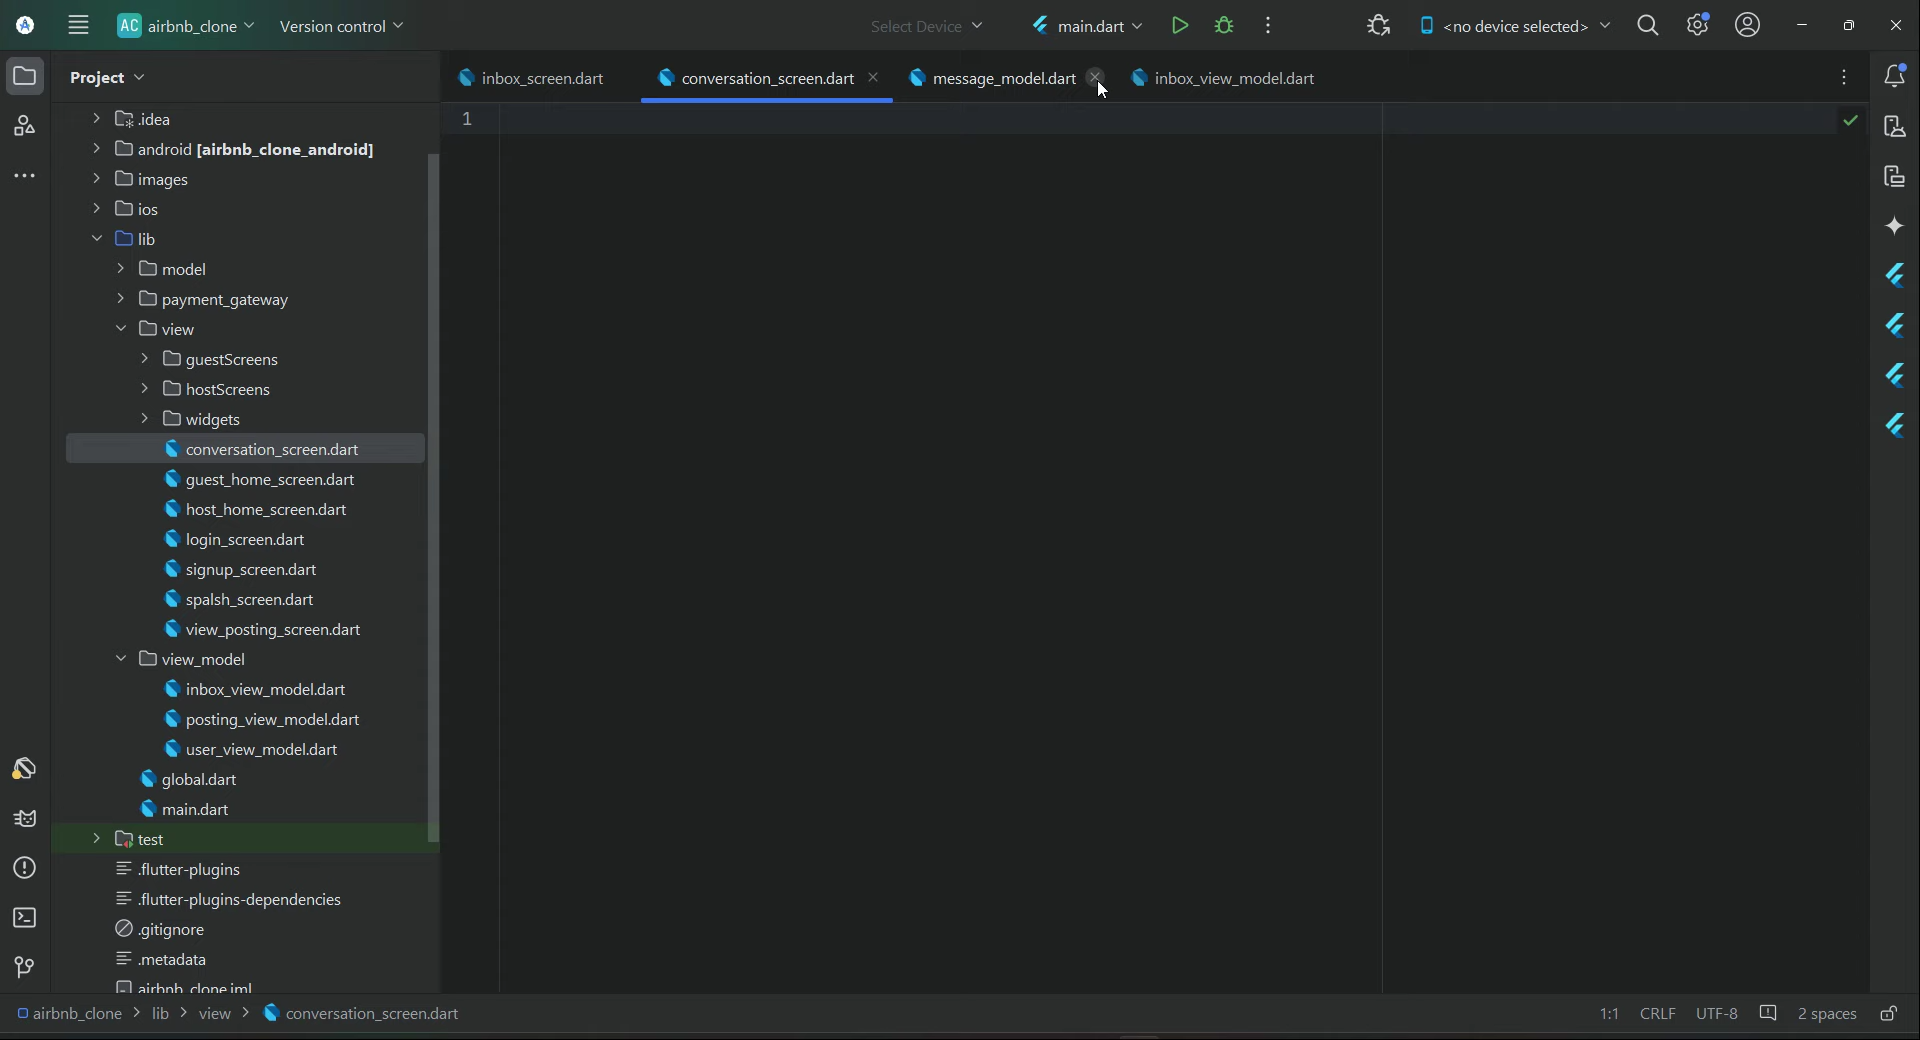 AC airbnb_clone Version control Select Device main.dart <no device selected>
Project inbox_screen.dart conversation_screen.dart message_model.dart inbox_view_model.dart
1
.idea
android [airbnb_clone_android]
images
ios
lib
model
payment_gateway
view
guestScreens
hostScreens
widgets
conversation_screen.dart
guest_home_screen.dart
host_home_screen.dart
login_screen.dart
signup_screen.dart
spalsh_screen.dart
view_posting_screen.dart
view_model
inbox_view_model.dart
posting_view_model.dart
user_view_model.dart
global.dart
main.dart
test
.flutter-plugins
.flutter-plugins-dependencies
.gitignore
.metadata
airbnb_clone.iml
airbnb_clone lib view conversation_screen.dart 1:1 CRLF UTF-8 2 spaces